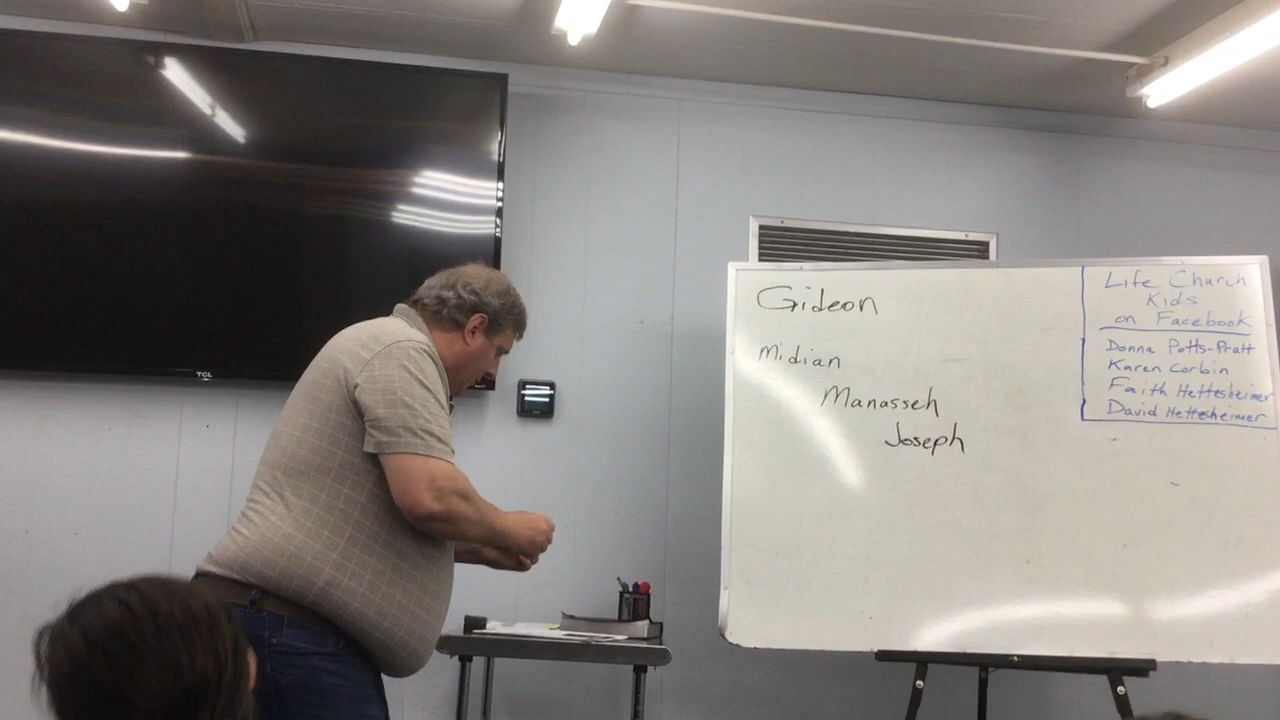 TCL
Gideon
Midian
Manasseh
Joseph
Life Church
Kids
on Facebook
Donna Potts-Pratt
Karen Corbin
Faith Hettesheimer
David Hettesheimer